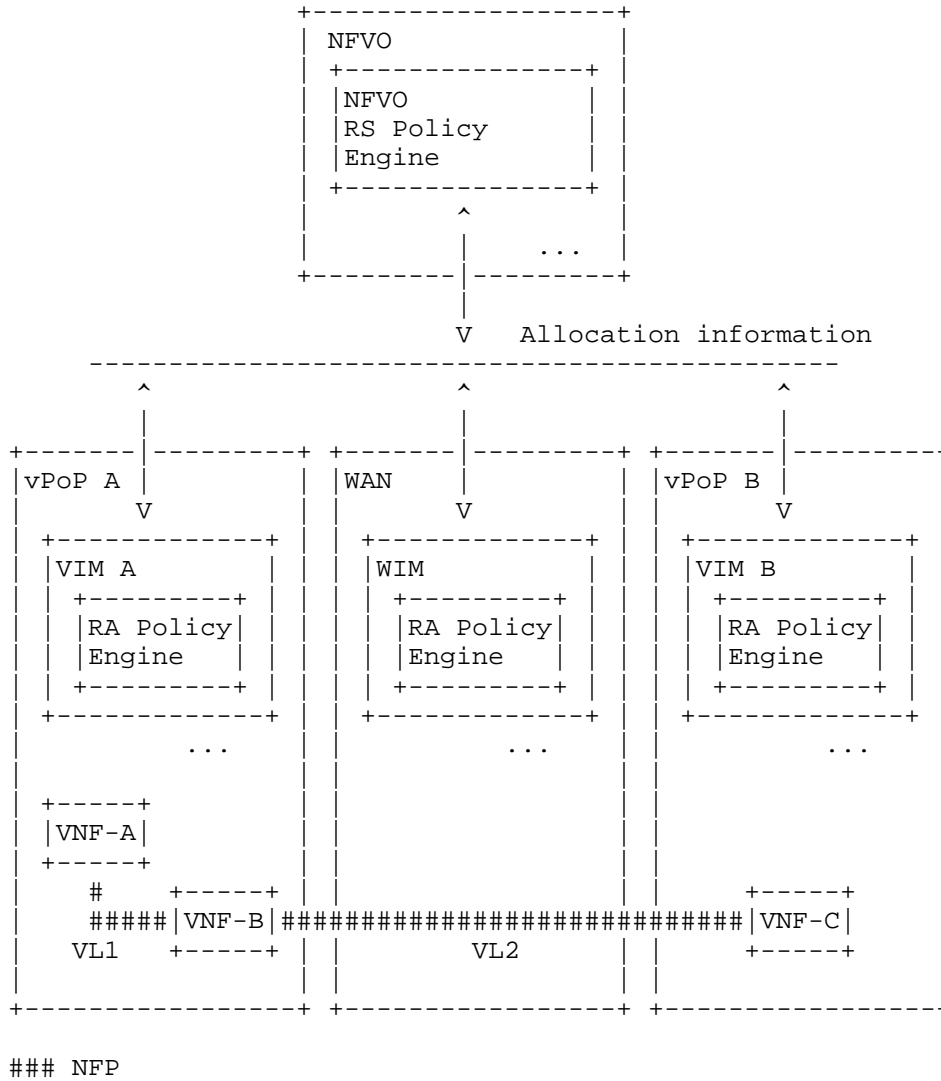 NFVO
NFVO
RS Policy
Engine
...
Allocation information
vPoP A WAN vPoP B
VIM A WIM VIM B
RA Policy RA Policy RA Policy
Engine Engine Engine
... ... ...
VNF-A
VNF-B VNF-C
VL1 VL2
### NFP